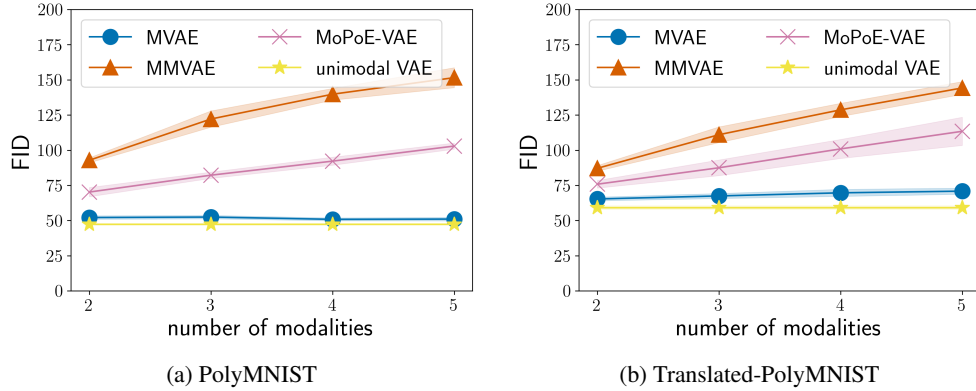 200
175
150
125
100
75
50
25
0
FID
MVAE
MMVAE
MoPoE-VAE
unimodal VAE
2 3 4 5
number of modalities
(a) PolyMNIST
200
175
150
125
100
75
50
25
0
FID
MVAE
MMVAE
MoPoE-VAE
unimodal VAE
2 3 4 5
number of modalities
(b) Translated-PolyMNIST